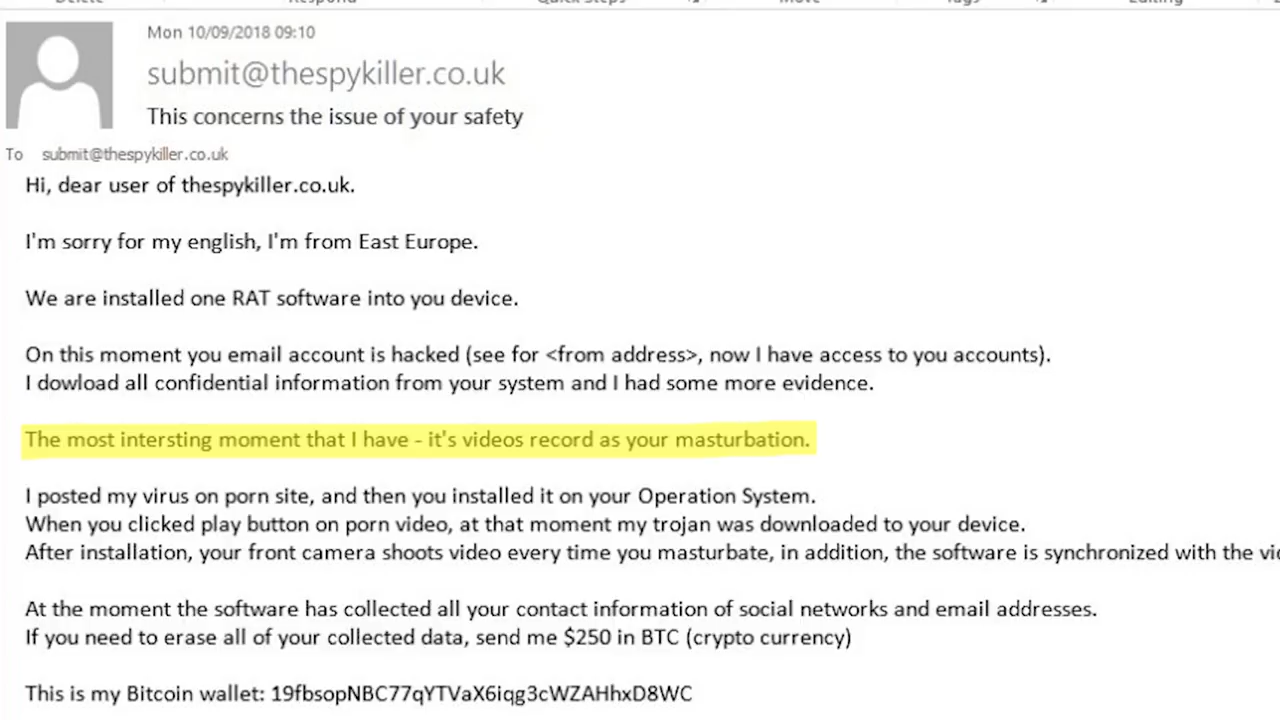 Mon 10/09/2018 09:10
submit@thespykiller.co.uk
This concerns the issue of your safety
To submit@thespykiller.co.uk
Hi, dear user of thespykiller.co.uk.
I'm sorry for my english, I'm from East Europe.
We are installed one RAT software into you device.
On this moment you email account is hacked (see for <from address>, now I have access to you accounts).
I dowload all confidential information from your system and I had some more evidence.
The most intersting moment that I have - it's videos record as your masturbation.
I posted my virus on porn site, and then you installed it on your Operation System.
When you clicked play button on porn video, at that moment my trojan was downloaded to your device.
After installation, your front camera shoots video every time you masturbate, in addition, the software is synchronized with the
At the moment the software has collected all your contact information of social networks and email addresses.
If you need to erase all of your collected data, send me $250 in BTC (crypto currency)
This is my Bitcoin wallet: 19fbsopNBC77qYTVaX6iqg3cWZAHhxD8WC